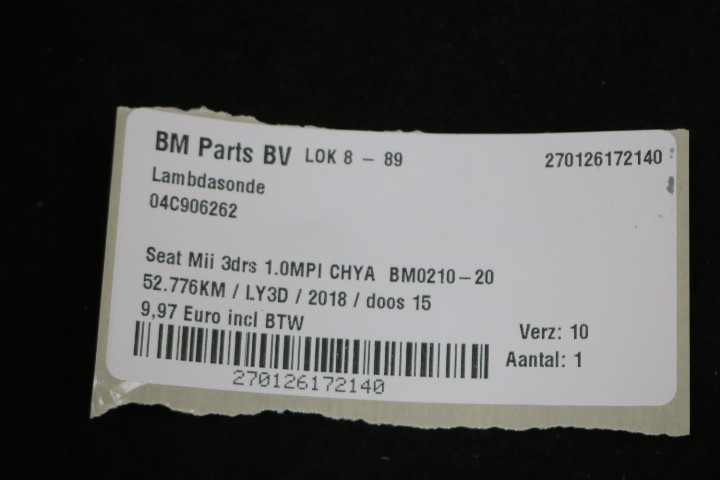 BM Parts BV LOK 8 - 89 270126172140
Lambdasonde
04C906262
Seat Mii 3drs 1.0MPI CHYA BM0210-20
52.776KM / LY3D / 2018 / doos 15
9,97 Euro incl BTW
Verz: 10
Aantal: 1
270126172140